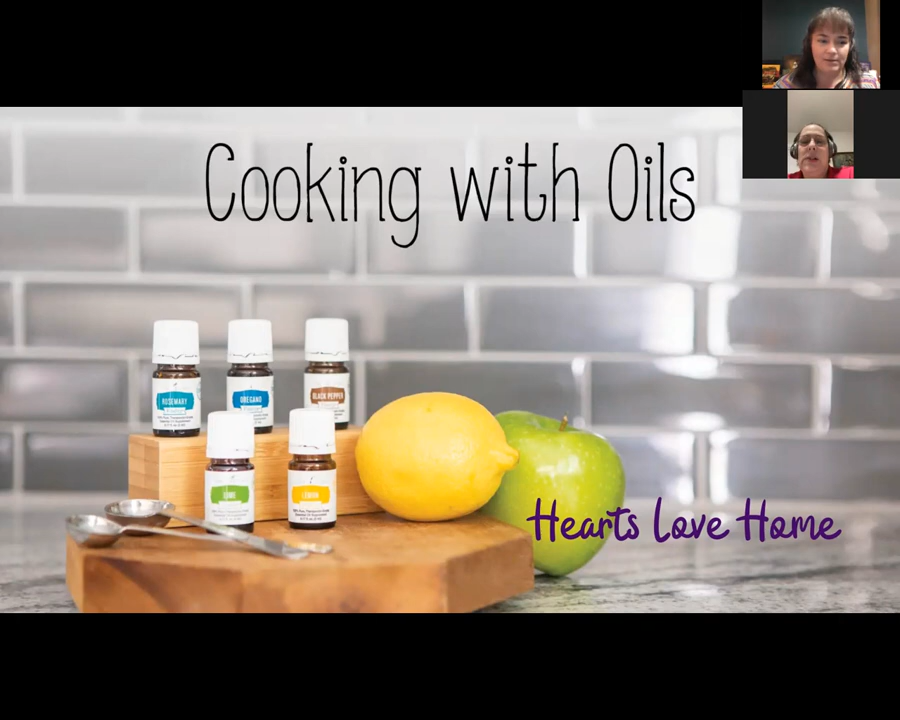 Cooking with Oils
ROSEMARY
OREGANO
BLACK PEPPER
LIME
LEMON
Hearts Love Home